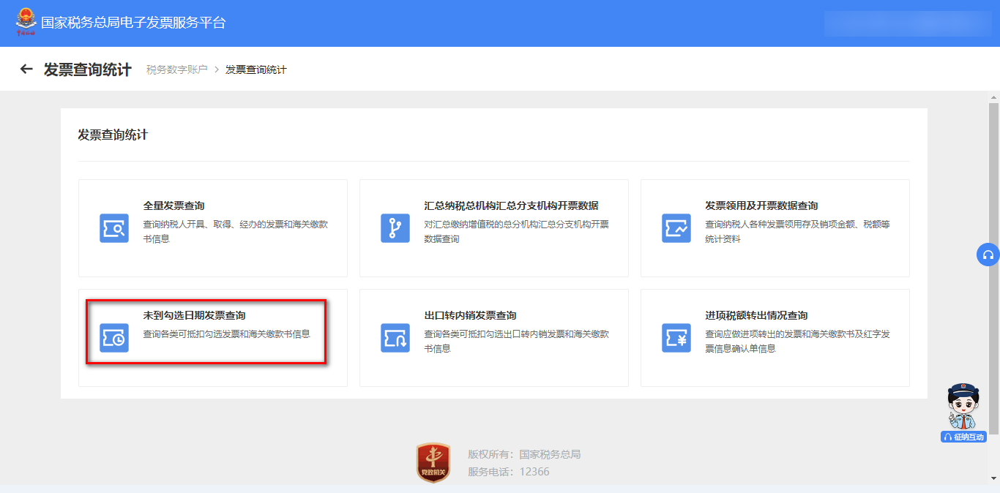 国家税务总局电子发票服务平台
发票查询统计 税务数字账户 > 发票查询统计
发票查询统计
全量发票查询
查询纳税人开具、取得、经办的发票和海关缴款
书信息
汇总纳税总机构汇总分支机构开票数据
对汇总缴纳增值税的总分机构汇总分支机构开票
数据查询
发票领用及开票数据查询
查询纳税人各种发票领用存及销项金额、税额等
统计资料
未到勾选日期发票查询
查询各类可抵扣勾选发票和海关缴款书信息
出口转内销发票查询
查询各类可抵扣勾选出口转内销发票和海关缴款
书信息
进项税额转出情况查询
查询应做进项转出的发票和海关缴款书及红字发
票信息确认单信息
征纳互动
党政机关
版权所有：国家税务总局
服务电话：12366